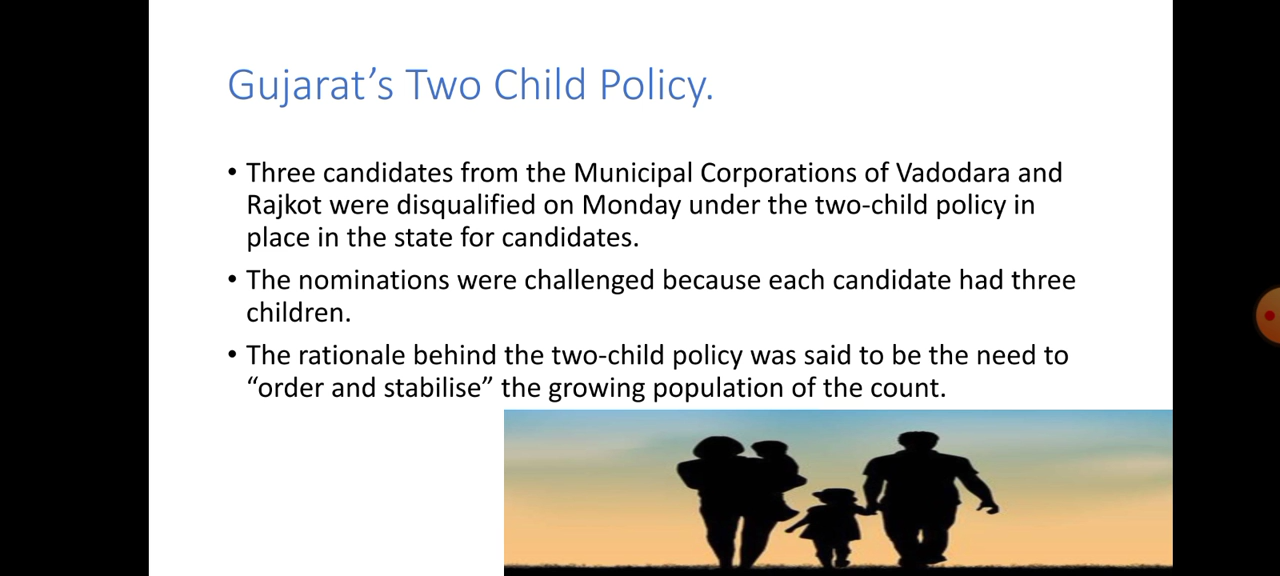 Gujarat’s Two Child Policy.
• Three candidates from the Municipal Corporations of Vadodara and
Rajkot were disqualified on Monday under the two-child policy in
place in the state for candidates.
• The nominations were challenged because each candidate had three
children.
• The rationale behind the two-child policy was said to be the need to
“order and stabilise” the growing population of the count.